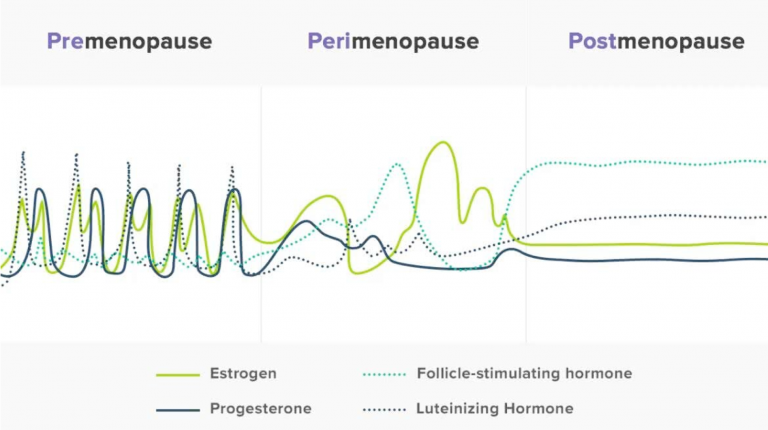 Premenopause
Perimenopause
Postmenopause
Estrogen
Follicle-stimulating hormone
Progesterone
Luteinizing Hormone